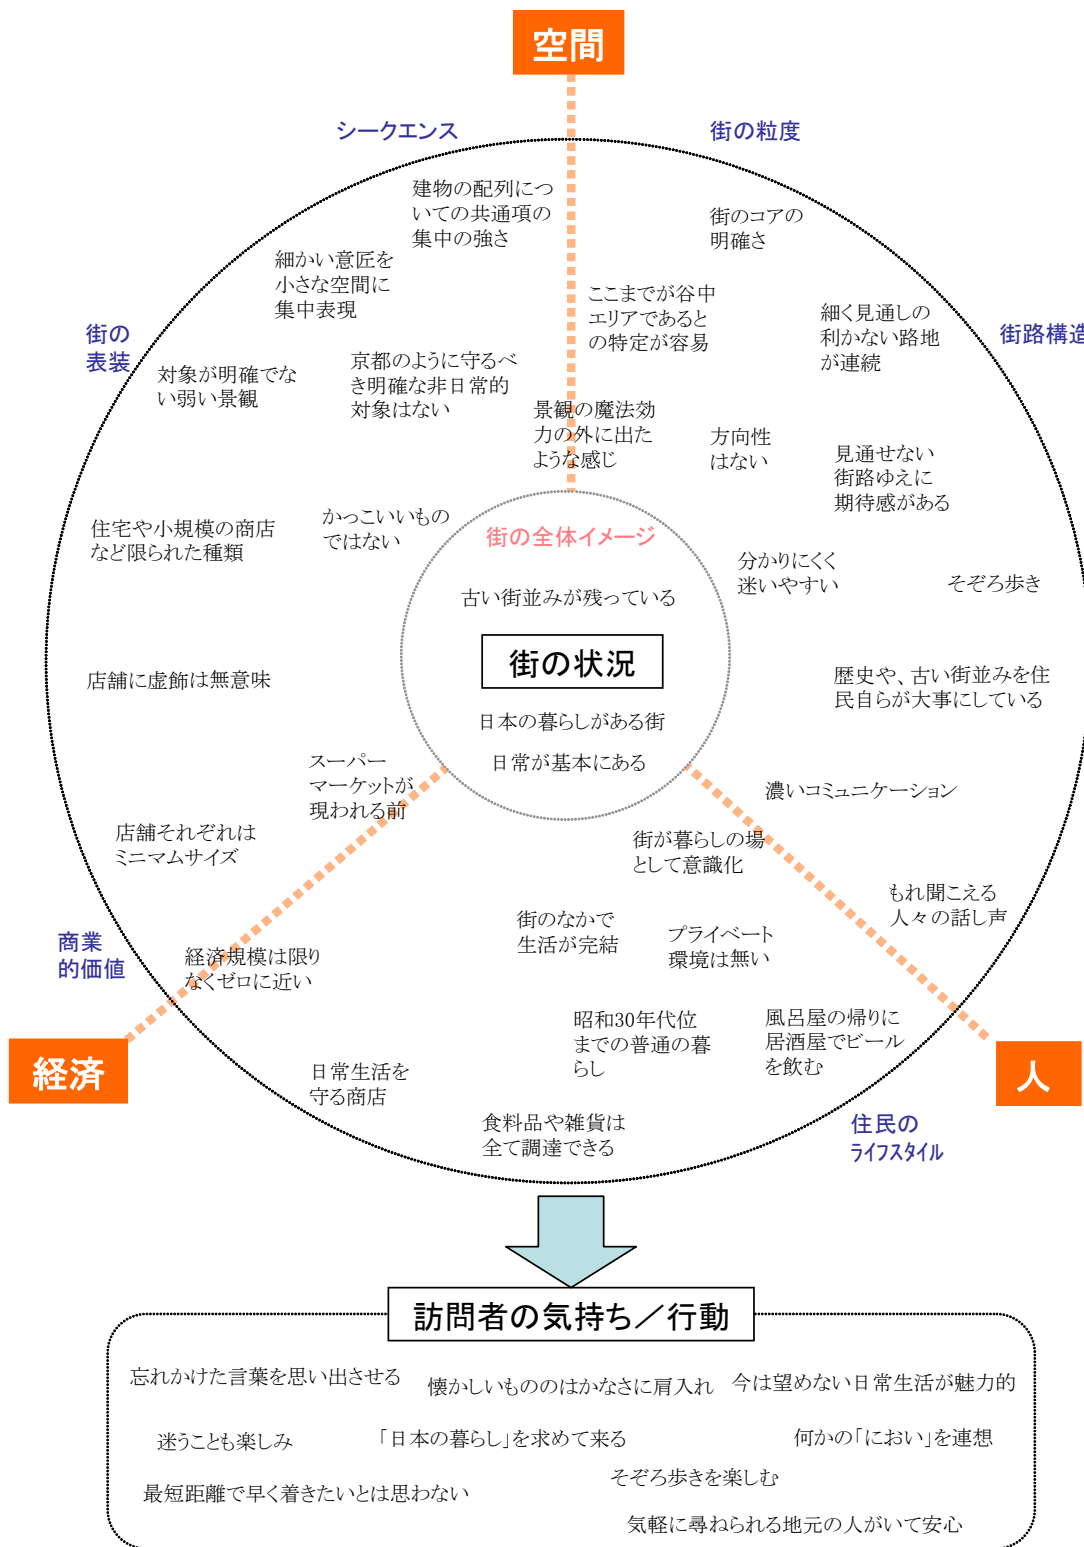 空間
シークエンス
街の粒度
建物の配列につ
いての共通項の
集中の強さ
街のコアの
明確さ
細かい意匠を
小さな空間に
集中表現
ここまでが谷中
エリアであると
の特定が容易
細く見通しの
利かない路地
が連続
街の
表装
街路構造
対象が明確でな
い弱い景観
京都のように守るべ
き明確な非日常的
対象はない
景観の魔法効
力の外に出た
ような感じ
方向性
はない
見通せない
街路ゆえに
期待感がある
住宅や小規模の商店
など限られた種類
かっこいいもの
ではない
街の全体イメージ
分かりにくく
迷いやすい
そぞろ歩き
古い街並みが残っている
街の状況
店舗に虚飾は無意味
歴史や、古い街並みを住
民自らが大事にしている
日本の暮らしがある街
日常が基本にある
スーパー
マーケットが
現われる前
濃いコミュニケーション
店舗それぞれは
ミニマムサイズ
街が暮らしの場
として意識化
もれ聞こえる
人々の話し声
商業
的価値
経済規模は限り
なくゼロに近い
街のなかで
生活が完結
プライベート
環境は無い
昭和30年代位
までの普通の暮
らし
風呂屋の帰りに
居酒屋でビール
を飲む
経済
人
日常生活を
守る商店
食料品や雑貨は
全て調達できる
住民の
ライフスタイル
訪問者の気持ち／行動
忘れかけた言葉を思い出させる
懐かしいもののはかなさに肩入れ
今は望めない日常生活が魅力的
迷うことも楽しみ
「日本の暮らし」を求めて来る
何かの「におい」を連想
最短距離で早く着きたいとは思わない
そぞろ歩きを楽しむ
気軽に尋ねられる地元の人がいて安心